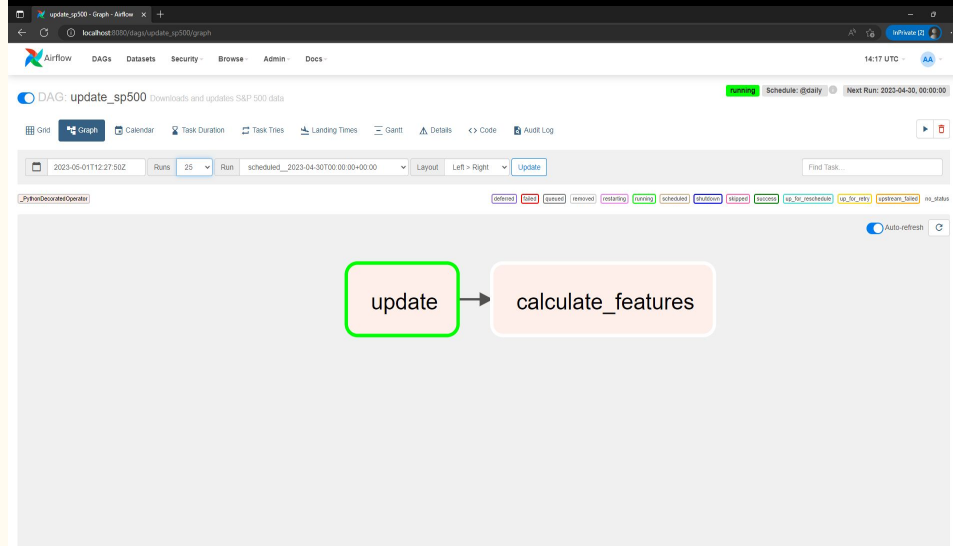 update_sp500 - Graph - Airflow
localhost:8080/dags/update_sp500/graph
InPrivate (2)
Airflow DAGs Datasets Security Browse Admin Docs 14:17 UTC AA
DAG: update_sp500 Downloads and updates S&P 500 data running Schedule: @daily Next Run: 2023-04-30, 00:00:00
Grid Graph Calendar Task Duration Task Tries Landing Times Gantt Details <> Code Audit Log
2023-05-01T12:27:50Z Runs 25 Run scheduled__2023-04-30T00:00:00+00:00 Layout Left > Right Update Find Task...
_PythonDecoratedOperator deferred failed queued removed restarting running scheduled shutdown skipped success up_for_reschedule up_for_retry upstream_failed no_status
Auto-refresh
update calculate_features